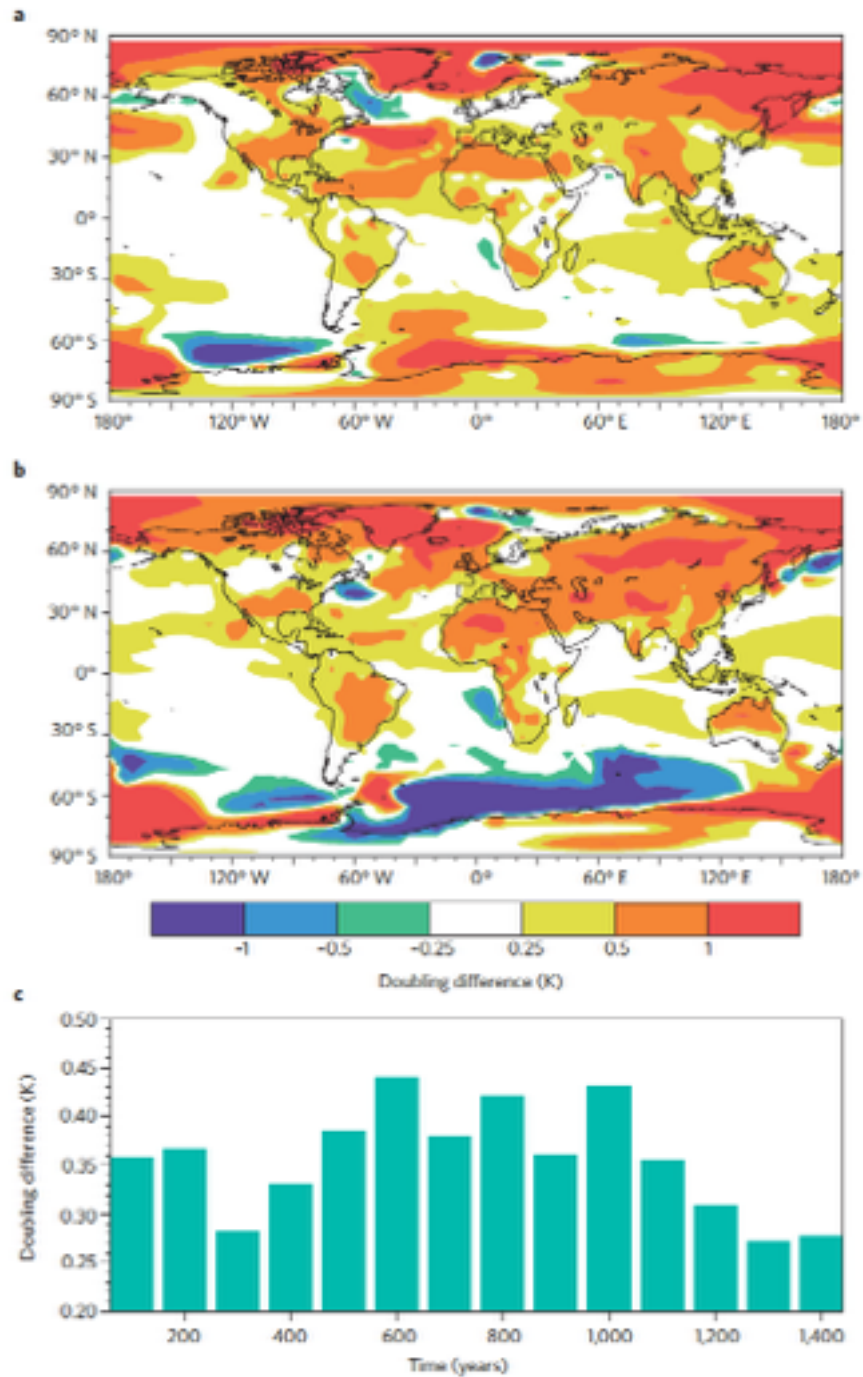 a
90° N
60° N
30° N
0°
30° S
60° S
90° S
180° 120° W 60° W 0° 60° E 120° E 180°
b
90° N
60° N
30° N
0°
30° S
60° S
90° S
180° 120° W 60° W 0° 60° E 120° E 180°
-1 -0.5 -0.25 0.25 0.5 1
Doubling difference (K)
c
Doubling difference (K)
0.50
0.45
0.40
0.35
0.30
0.25
0.20
200 400 600 800 1,000 1,200 1,400
Time (years)